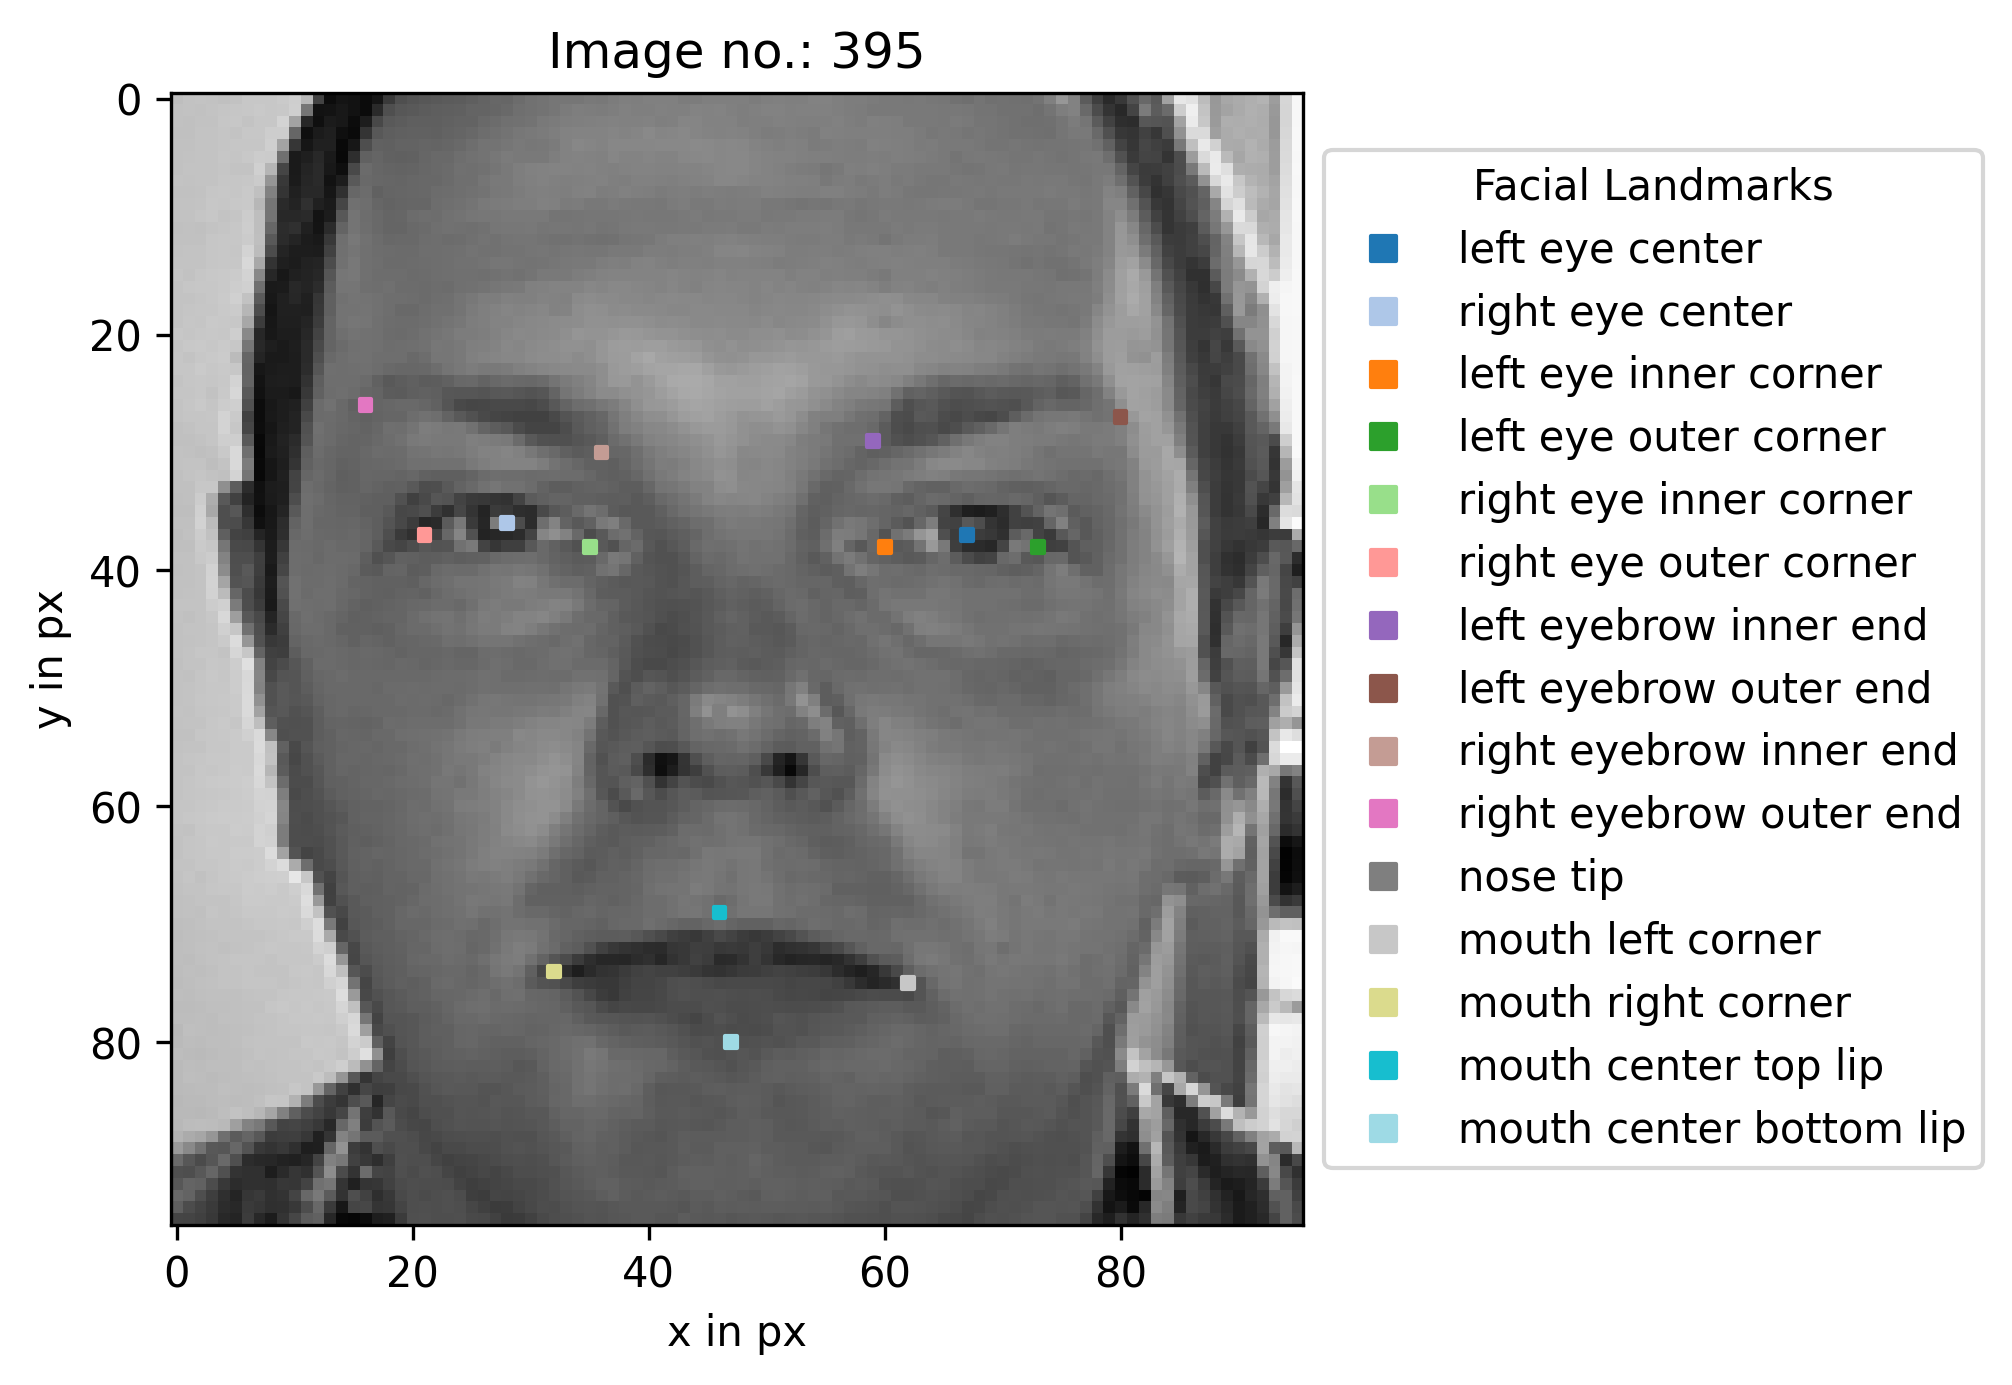 Image no.: 395
0
20
40
60
80
y in px
0 20 40 60 80
x in px
Facial Landmarks
left eye center
right eye center
left eye inner corner
left eye outer corner
right eye inner corner
right eye outer corner
left eyebrow inner end
left eyebrow outer end
right eyebrow inner end
right eyebrow outer end
nose tip
mouth left corner
mouth right corner
mouth center top lip
mouth center bottom lip